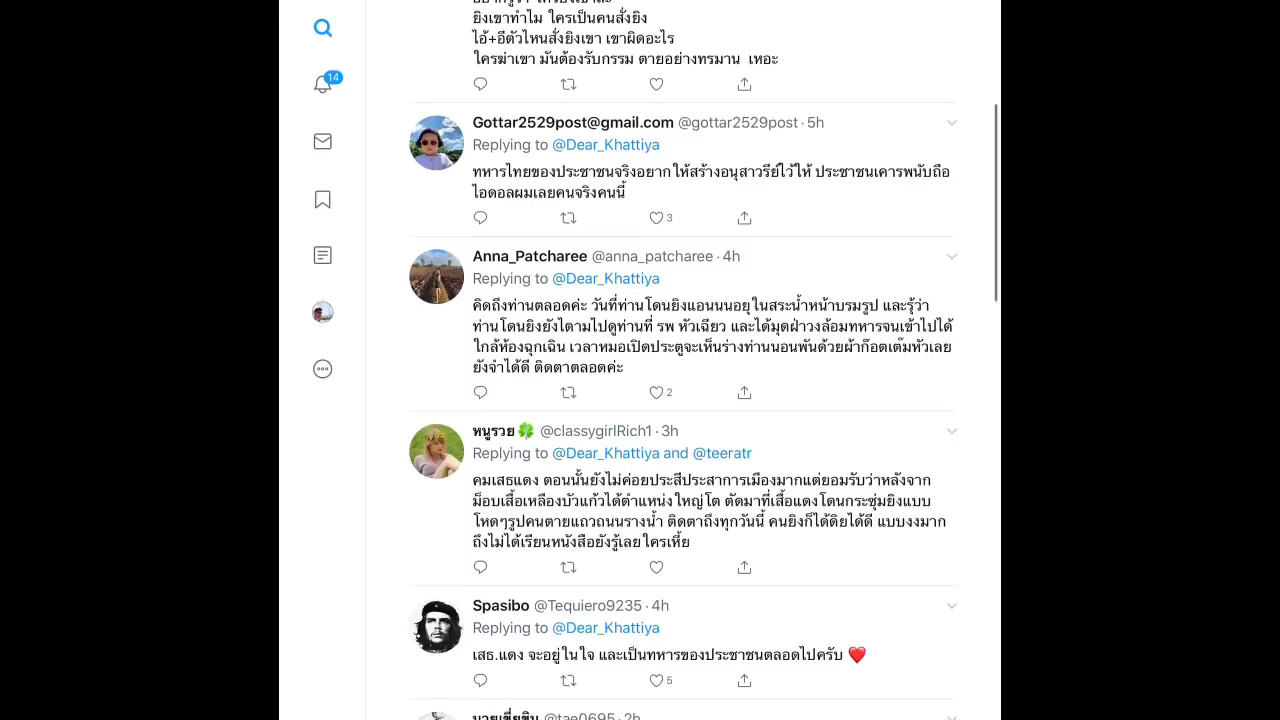 ยิงเขาทำไม ใครเป็นคนสั่งยิง
ไอ้+อีตัวไหนสั่งยิงเขา เขาผิดอะไร
ใครฆ่าเขา มันต้องรับกรรม ตายอย่างทรมาน เหอะ
14
Gottar2529post@gmail.com @gottar2529post · 5h
Replying to @Dear_Khattiya
ทหารไทยของประชาชนจริงอยากให้สร้างอนุสาวรีย์ไว้ให้ ประชาชนเคารพนับถือ
ไอดอลผมเลยคนจริงคนนี้
3
Anna_Patcharee @anna_patcharee · 4h
Replying to @Dear_Khattiya
คิดถึงท่านตลอดค่ะ วันที่ท่านโดนยิงแอนนนอยุในสระน้ำหน้าบรมรูป และรุ้ว่า
ท่านโดนยิงยังไตามไปดูท่านที่ รพ หัวเฉียว และได้มุดฝ่าวงล้อมทหารจนเข้าไปได้
ใกล้ห้องฉุกเฉิน เวลาหมอเปิดประตูจะเห็นร่างท่านนอนพันด้วยผ้าก๊อตเต๊มหัวเลย
ยังจำได้ดี ติดตาตลอดค่ะ
2
หนูรวย🍀 @classygirlRich1 · 3h
Replying to @Dear_Khattiya and @teeratr
คมเสธแดง ตอนนั้นยังไม่ค่อยประสีประสาการเมืองมากแต่ยอมรับว่าหลังจาก
ม็อบเสื้อเหลืองบัวแก้วได้ตำแหน่งใหญ่โต ตัดมาที่เสื้อแดงโดนกระชุ่มยิงแบบ
โหดๆรูปคนตายแถวถนนรางน้ำ ติดตาถึงทุกวันนี้ คนยิงก็ได้ดิยได้ดี แบบงงมาก
ถึงไม่ได้เรียนหนังสือยังรู้เลย ใครเหี้ย
Spasibo @Tequiero9235 · 4h
Replying to @Dear_Khattiya
เสธ.แดง จะอยู่ในใจ และเป็นทหารของประชาชนตลอดไปครับ ❤️
5
@tae0695 · 2h